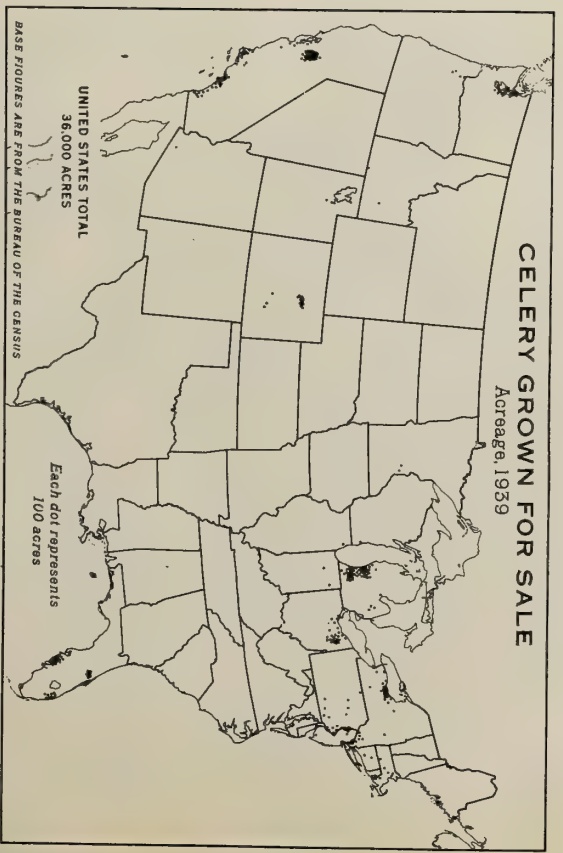 CELERY GROWN FOR SALE
Acreage, 1939
UNITED STATES TOTAL
36,000 ACRES
Each dot represents
100 acres
BASE FIGURES ARE FROM THE BUREAU OF THE CENSUS